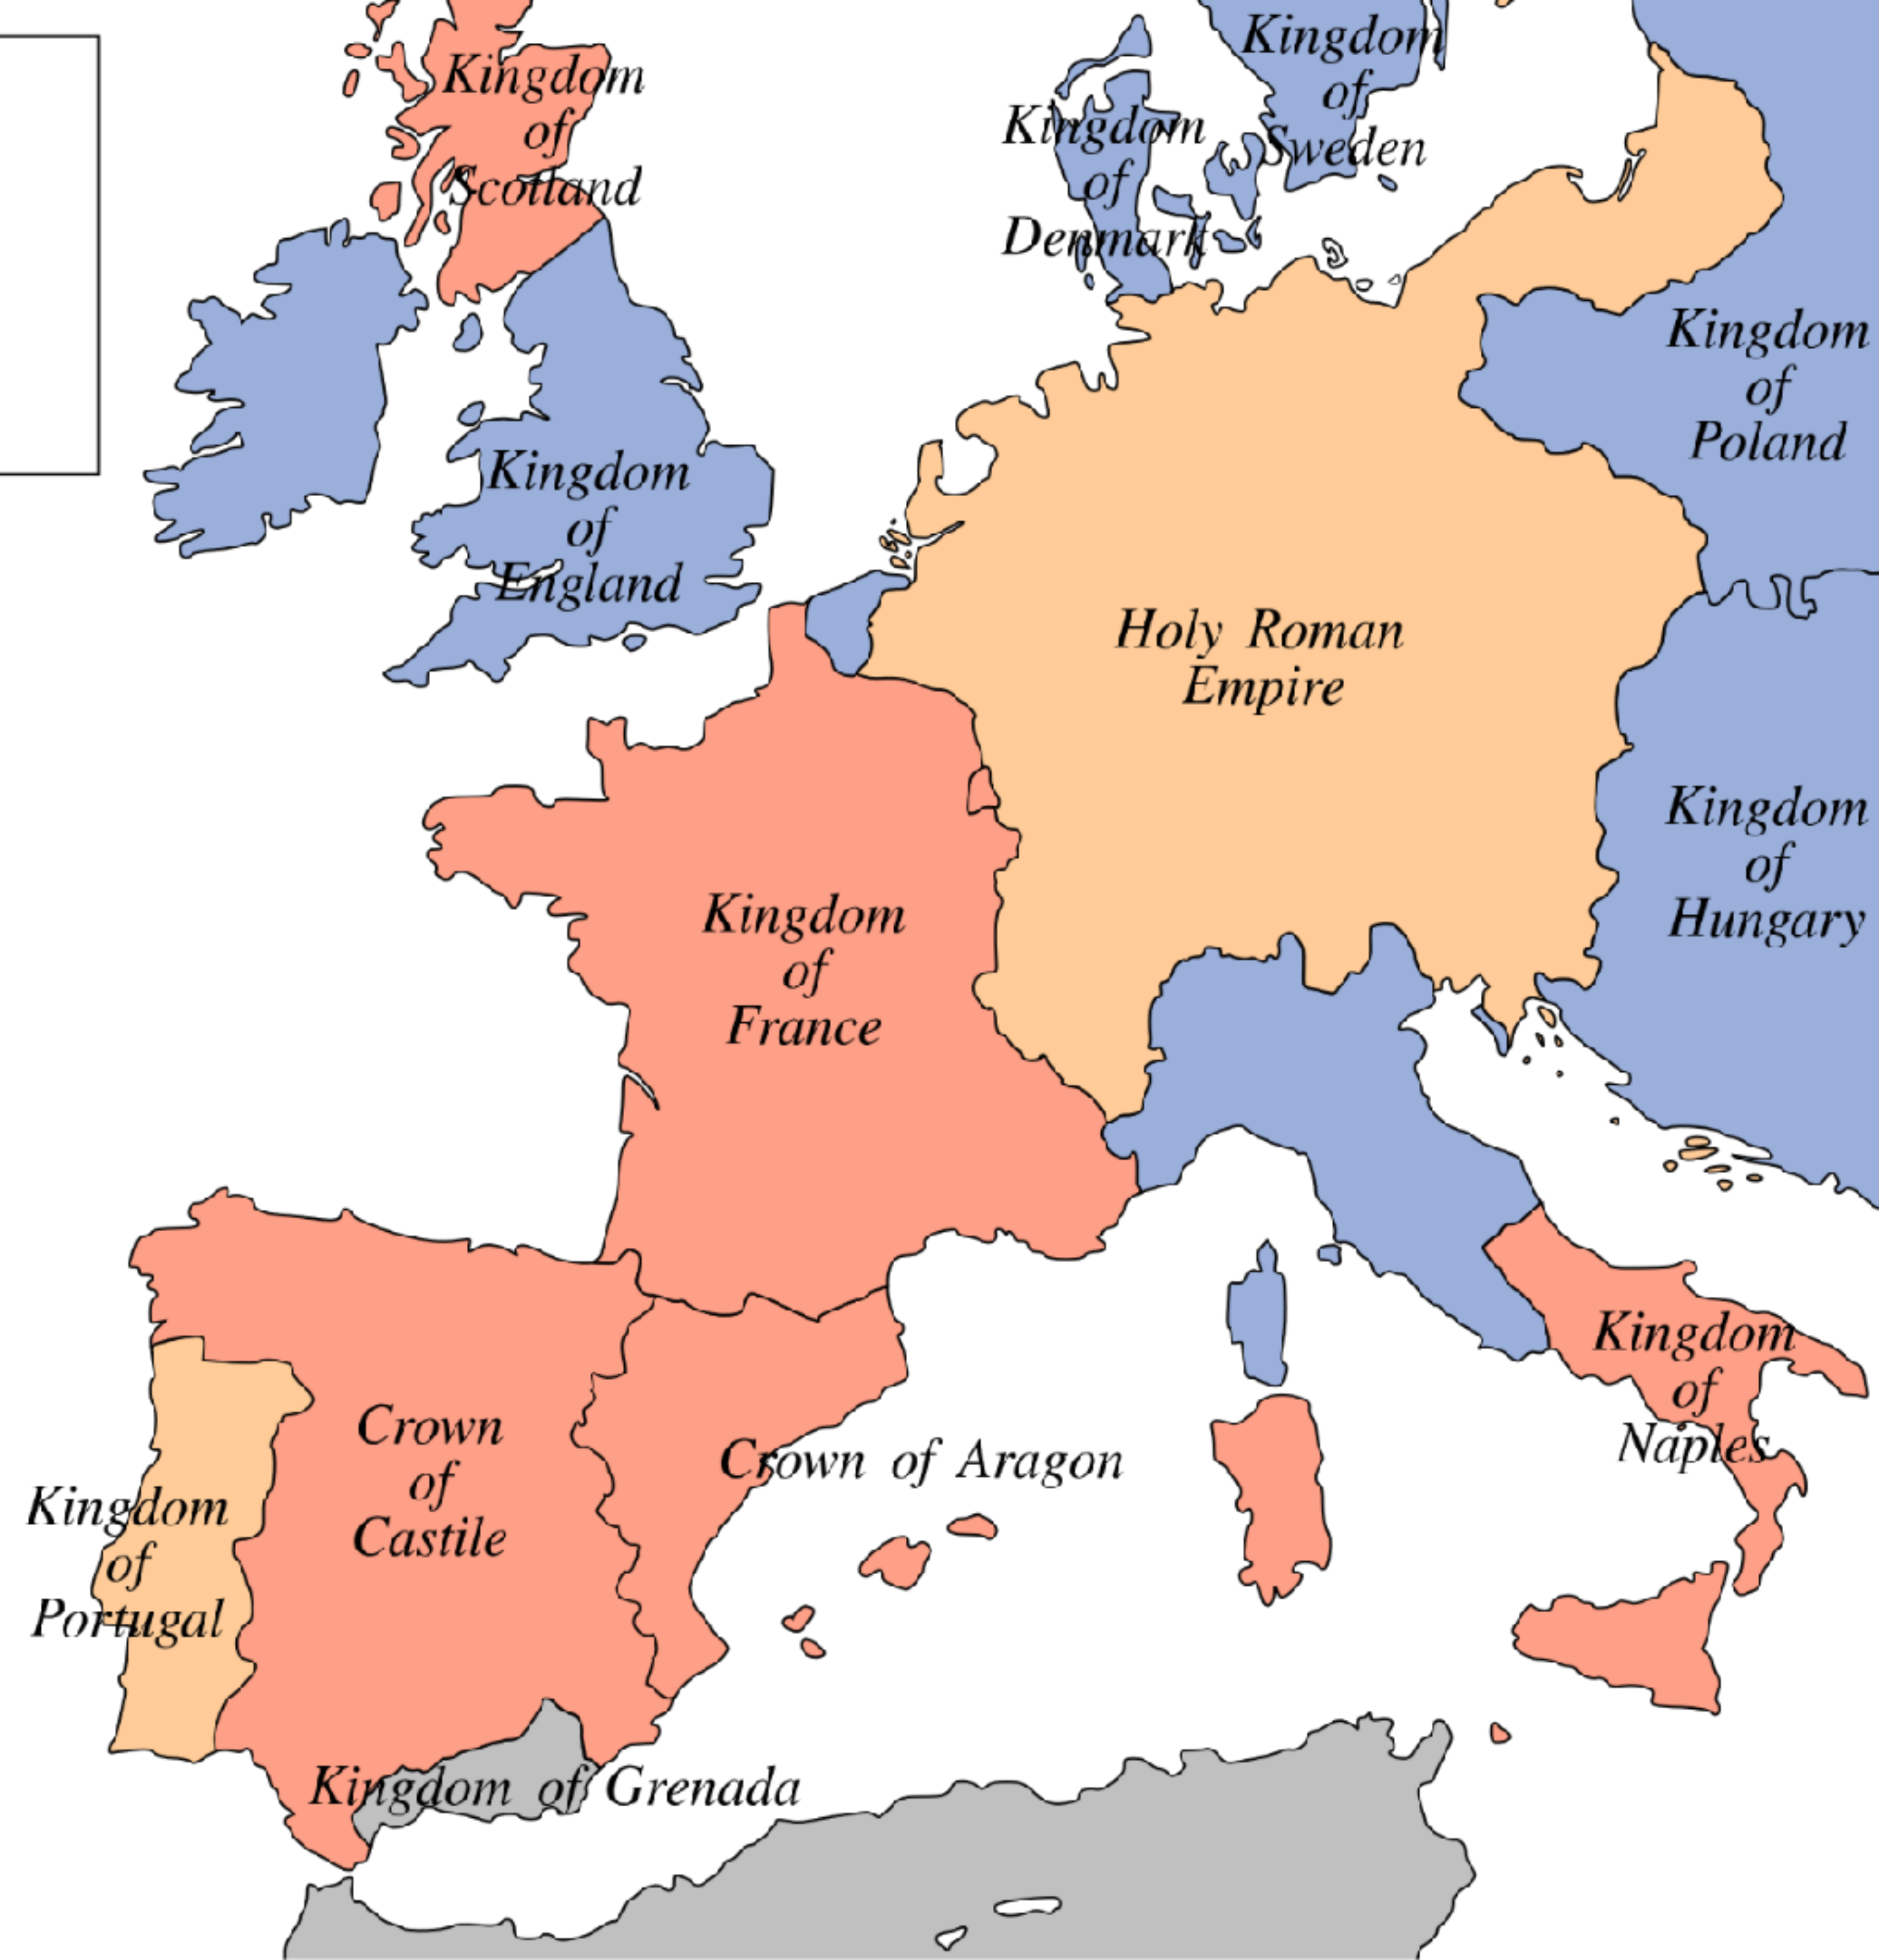 Kingdom
of
Scotland
Kingdom
of
Denmark
Kingdom
of
Sweden
Kingdom
of
Poland
Kingdom
of
England
Holy Roman
Empire
Kingdom
of
Hungary
Kingdom
of
France
Kingdom
of
Naples
Crown
of
Castile
Crown of Aragon
Kingdom
of
Portugal
Kingdom of Grenada